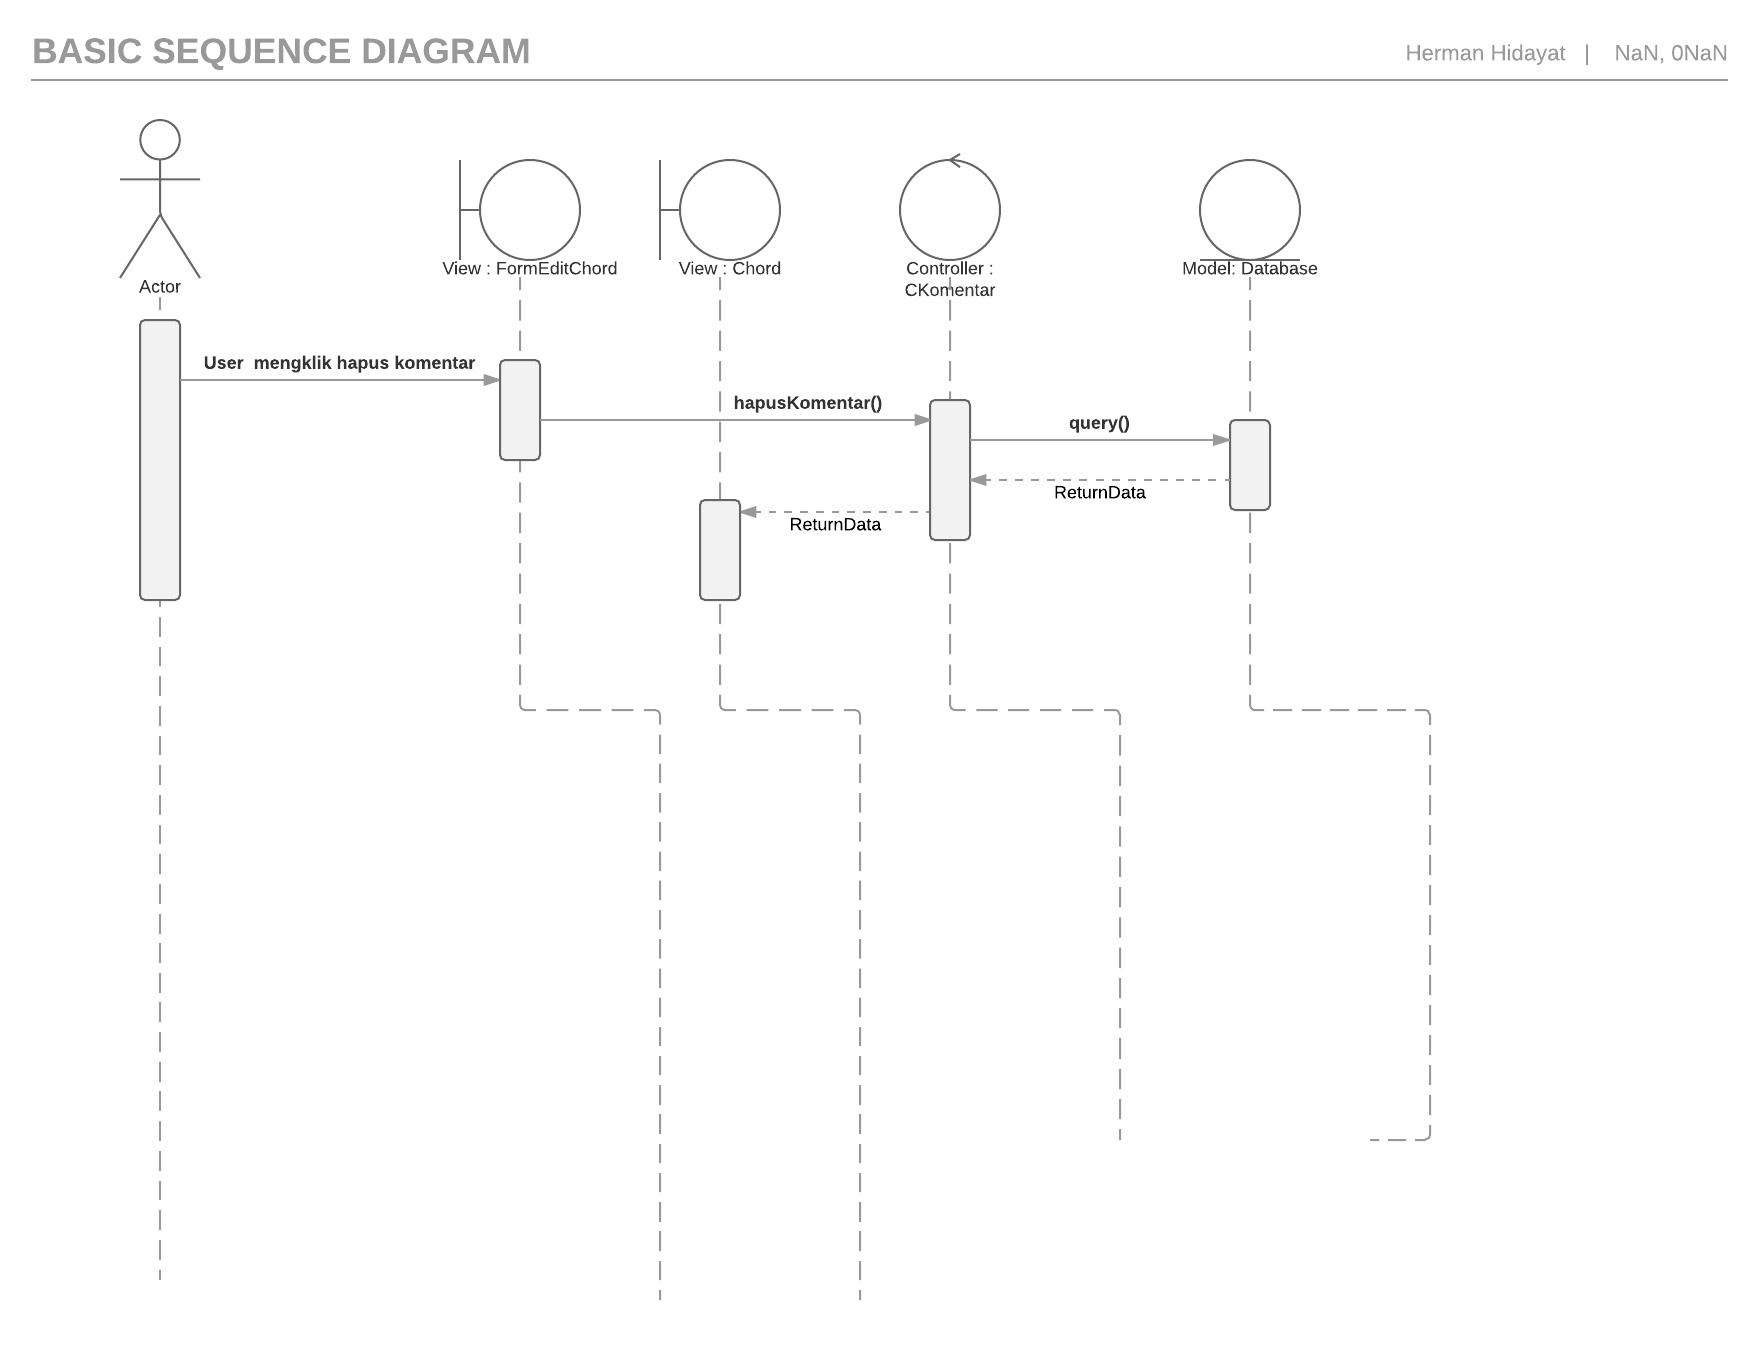 BASIC SEQUENCE DIAGRAM
Herman Hidayat | NaN, 0NaN
Actor
View : FormEditChord
View : Chord
Controller :
CKomentar
Model: Database
User  mengklik hapus komentar
hapusKomentar()
query()
ReturnData
ReturnData